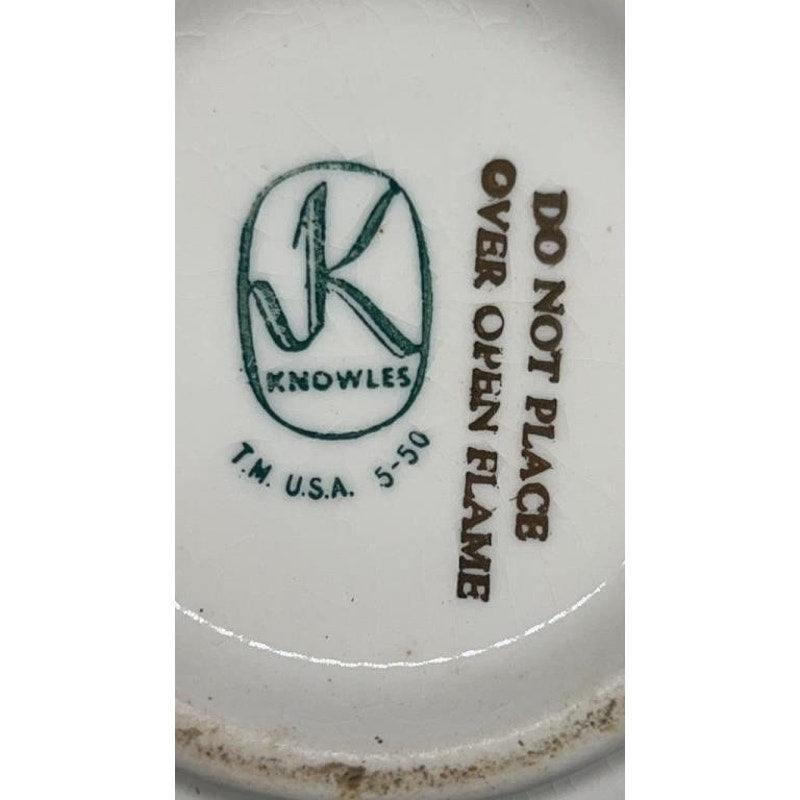 K
KNOWLES
T.M. U.S.A. 5-50
DO NOT PLACE
OVER OPEN FLAME